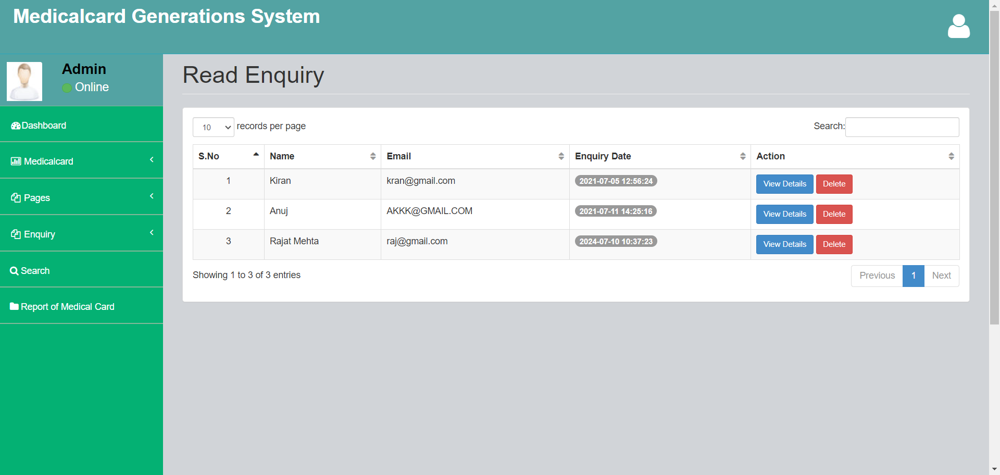 Medicalcard Generations System
Admin
Online
Dashboard
Medicalcard
Pages
Enquiry
Search
Report of Medical Card
Read Enquiry
10 records per page
Search:
S.No Name Email Enquiry Date Action
1 Kiran kran@gmail.com 2021-07-05 12:56:24 View Details Delete
2 Anuj AKKK@GMAIL.COM 2021-07-11 14:25:16 View Details Delete
3 Rajat Mehta raj@gmail.com 2024-07-10 10:37:23 View Details Delete
Showing 1 to 3 of 3 entries
Previous 1 Next